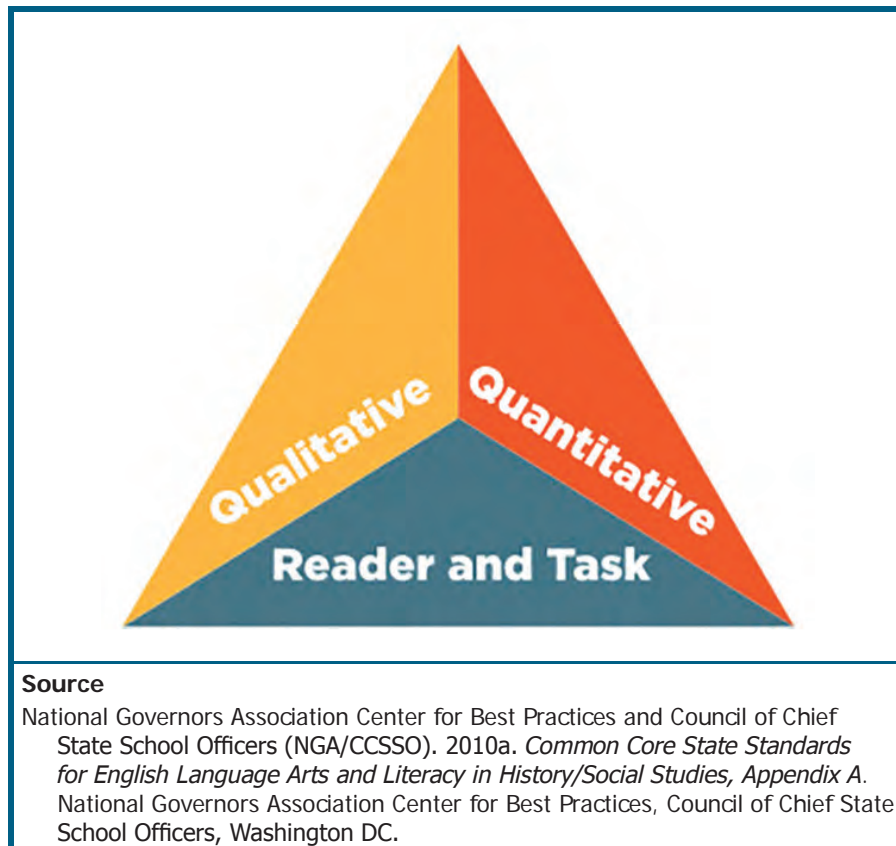 Qualitative
Quantitative
Reader and Task
Source
National Governors Association Center for Best Practices and Council of Chief
State School Officers (NGA/CCSSO). 2010a. Common Core State Standards
for English Language Arts and Literacy in History/Social Studies, Appendix A.
National Governors Association Center for Best Practices, Council of Chief State
School Officers, Washington DC.